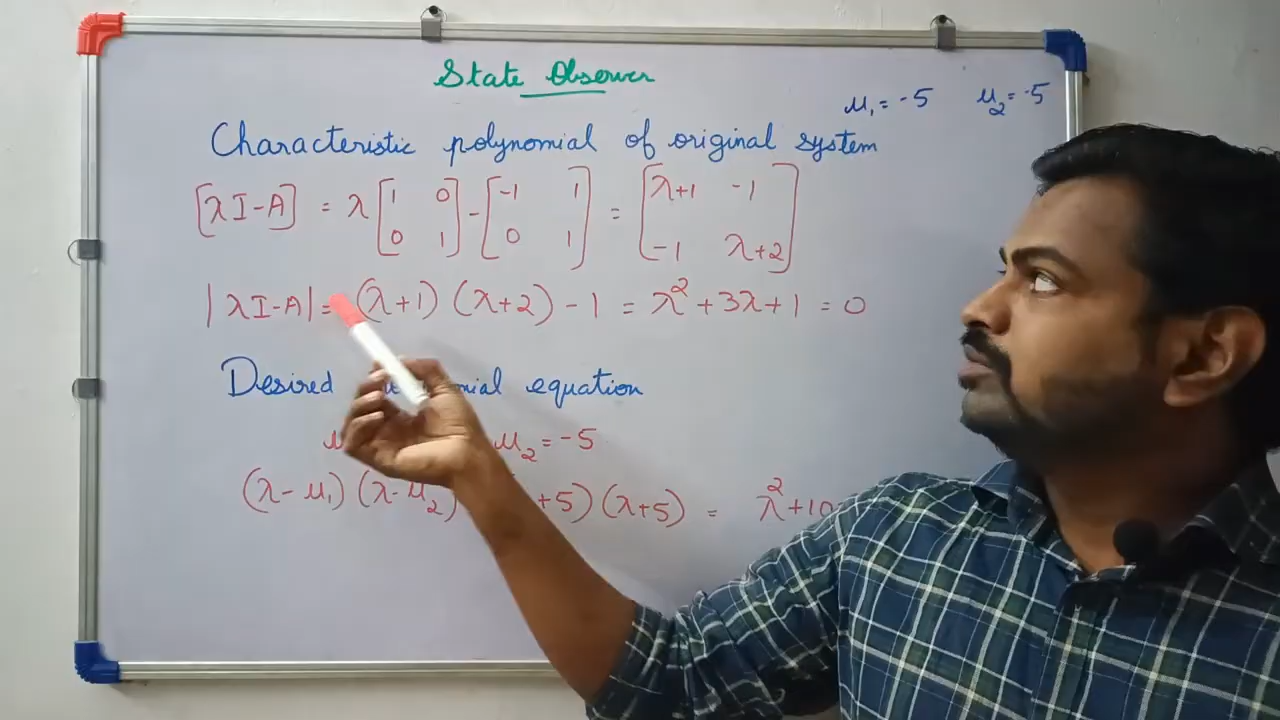 State Observer
μ₁ = -5 μ₂ = -5
Characteristic polynomial of original system
[λI-A] = λ [1 0; 0 1] - [-1 1; 0 1] = [λ+1 -1; -1 λ+2]
|λI-A| = (λ+1) (λ+2) - 1 = λ² + 3λ + 1 = 0
Desired equation
μ₂ = -5
(λ - μ₁) (λ - μ₂) +5) (λ+5) = λ² + 10